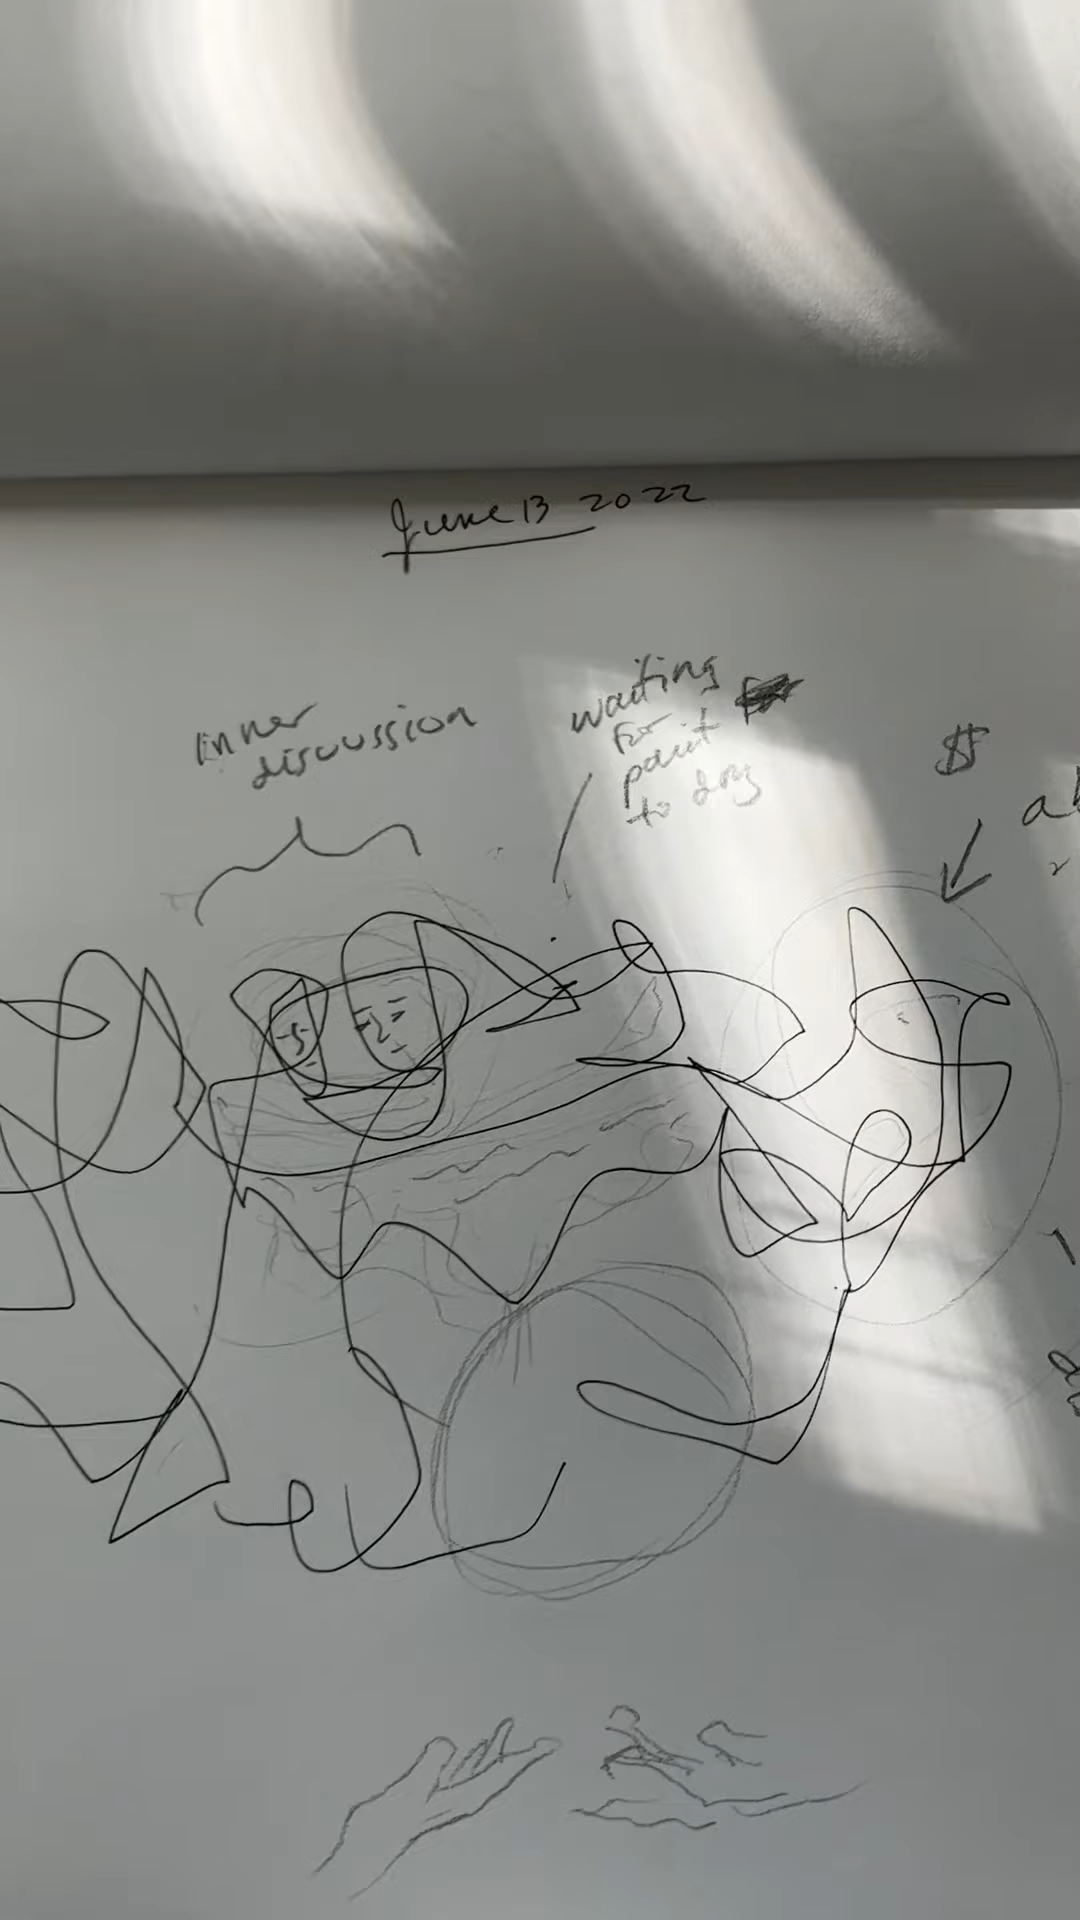 June 13 2022
inner
discussion
waiting
for
paint
to dry
$